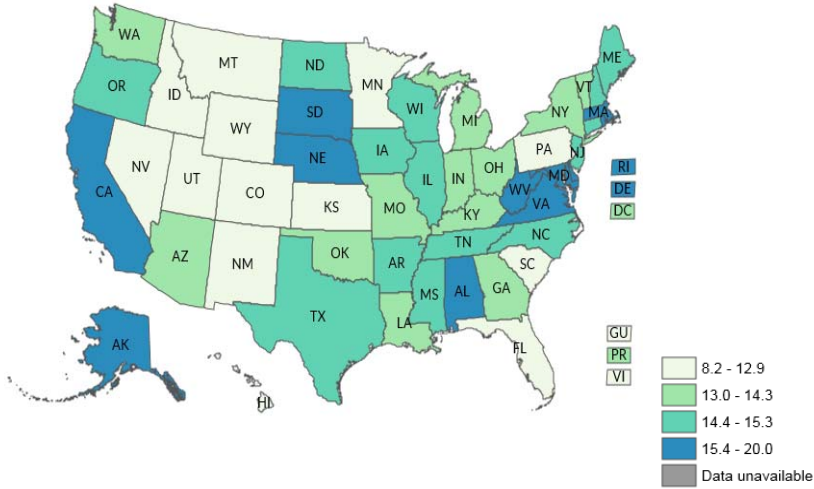 WA
ME
MT
ND
MN
OR
VT
ID
WI
MA
SD
NY
WY
MI
PA
NJ
IA
NE
RI
NV
OH
MD
IL
IN
DE
UT
WV
CA
CO
VA
KS
MO
KY
DC
NC
TN
AZ
OK
NM
AR
SC
MS
AL
GA
TX
LA
GU
AK
FL
PR
8.2 - 12.9
VI
13.0 - 14.3
HI
14.4 - 15.3
15.4 - 20.0
Data unavailable